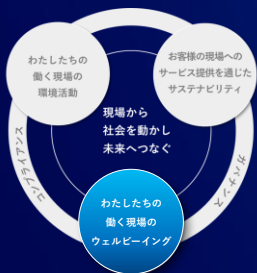 わたしたちの
働く現場の
環境活動
お客様の現場への
サービス提供を通じた
サステナビリティ
現場から
社会を動かし
未来へつなぐ
コンプライアンス
ガバナンス
わたしたちの
働く現場の
ウェルビーイング